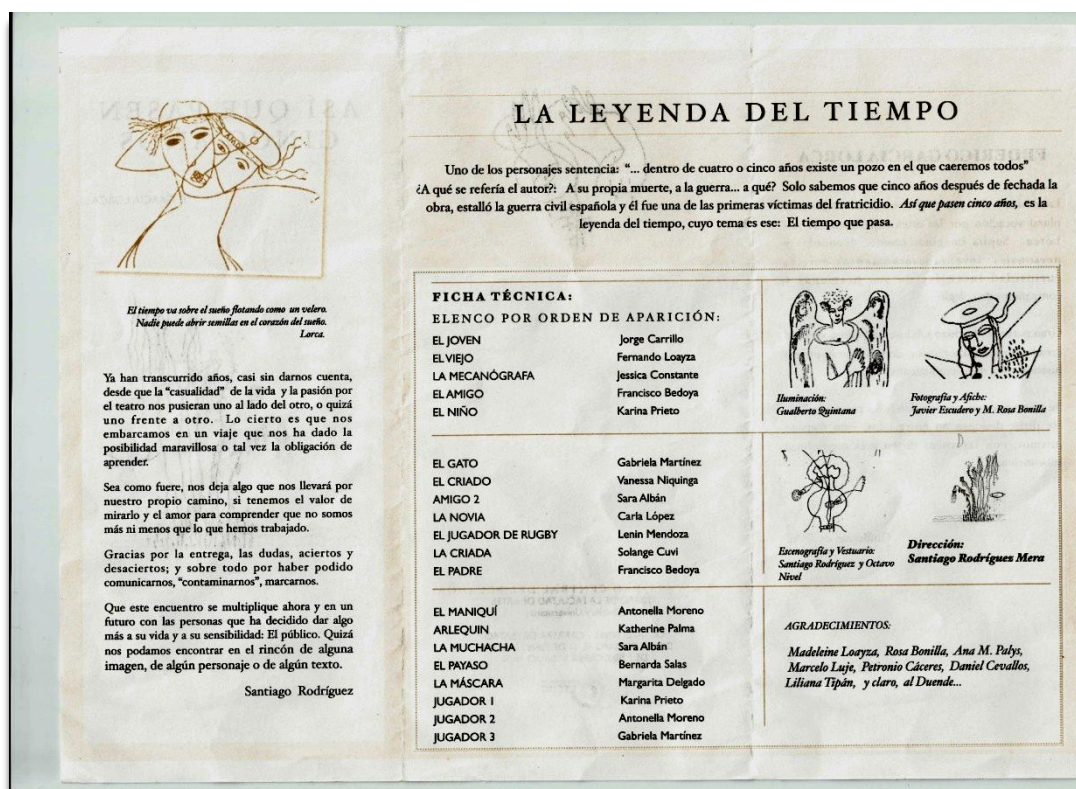 El tiempo va sobre el sueño flotando como un velero.
Nadie puede abrir semillas en el corazón del sueño.
Lorca.
Ya han transcurrido años, casi sin darnos cuenta,
desde que la "casualidad" de la vida y la pasión por
el teatro nos pusieran uno al lado del otro, o quizá
uno frente a otro. Lo cierto es que nos
embarcamos en un viaje que nos ha dado la
posibilidad maravillosa o tal vez la obligación de
aprender.
Sea como fuere, nos deja algo que nos llevará por
nuestro propio camino, si tenemos el valor de
mirarlo y el amor para comprender que no somos
más ni menos que lo que hemos trabajado.
Gracias por la entrega, las dudas, aciertos y
desaciertos; y sobre todo por haber podido
comunicarnos, "contaminarnos", marcarnos.
Que este encuentro se multiplique ahora y en un
futuro con las personas que ha decidido dar algo
más a su vida y a su sensibilidad: El público. Quizá
nos podamos encontrar en el rincón de alguna
imagen, de algún personaje o de algún texto.
Santiago Rodríguez
LA LEYENDA DEL TIEMPO
Uno de los personajes sentencia: "... dentro de cuatro o cinco años existe un pozo en el que caeremos todos"
¿A qué se refería el autor?: A su propia muerte, a la guerra... a qué? Solo sabemos que cinco años después de fechada la
obra, estalló la guerra civil española y él fue una de las primeras víctimas del fratricidio. Así que pasen cinco años, es la
leyenda del tiempo, cuyo tema es ese: El tiempo que pasa.
FICHA TÉCNICA:
ELENCO POR ORDEN DE APARICIÓN:
EL JOVEN Jorge Carrillo
EL VIEJO Fernando Loayza
LA MECANÓGRAFA Jessica Constante
EL AMIGO Francisco Bedoya
EL NIÑO Karina Prieto
EL GATO Gabriela Martínez
EL CRIADO Vanessa Niquinga
AMIGO 2 Sara Albán
LA NOVIA Carla López
EL JUGADOR DE RUGBY Lenin Mendoza
LA CRIADA Solange Cuvi
EL PADRE Francisco Bedoya
EL MANIQUÍ Antonella Moreno
ARLEQUIN Katherine Palma
LA MUCHACHA Sara Albán
EL PAYASO Bernarda Salas
LA MÁSCARA Margarita Delgado
JUGADOR 1 Karina Prieto
JUGADOR 2 Antonella Moreno
JUGADOR 3 Gabriela Martínez
Iluminación:
Gualberto Quintana
Fotografía y Afiche:
Javier Escudero y M. Rosa Bonilla
Escenografía y Vestuario:
Santiago Rodríguez y Octavo
Nivel
Dirección:
Santiago Rodríguez Mera
AGRADECIMIENTOS:
Madeleine Loayza, Rosa Bonilla, Ana M. Palys,
Marcelo Luje, Petronio Cáceres, Daniel Cevallos,
Liliana Tipán, y claro, al Duende...